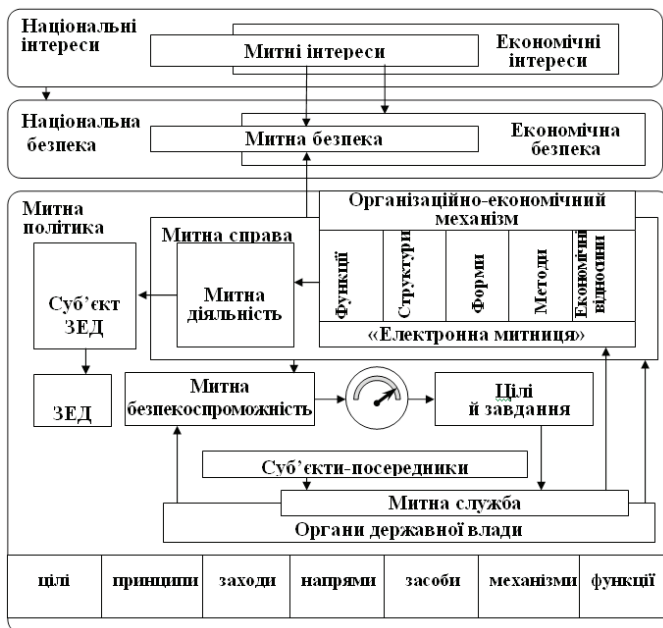 Національні
інтереси
Митні інтереси
Економічні
інтереси
Національна
безпека
Митна безпека
Економічна
безпека
Митна
політика
Організаційно-економічний
механізм
Митна справа
Функції
Структури
Форми
Методи
Економічні
відносини
«Електронна митниця»
Митна
діяльність
Суб’єкт
ЗЕД
ЗЕД
Митна
безпекоспроможність
Цілі
й завдання
Суб’єкти-посередники
Митна служба
Органи державної влади
цілі принципи заходи напрями засоби механізми функції